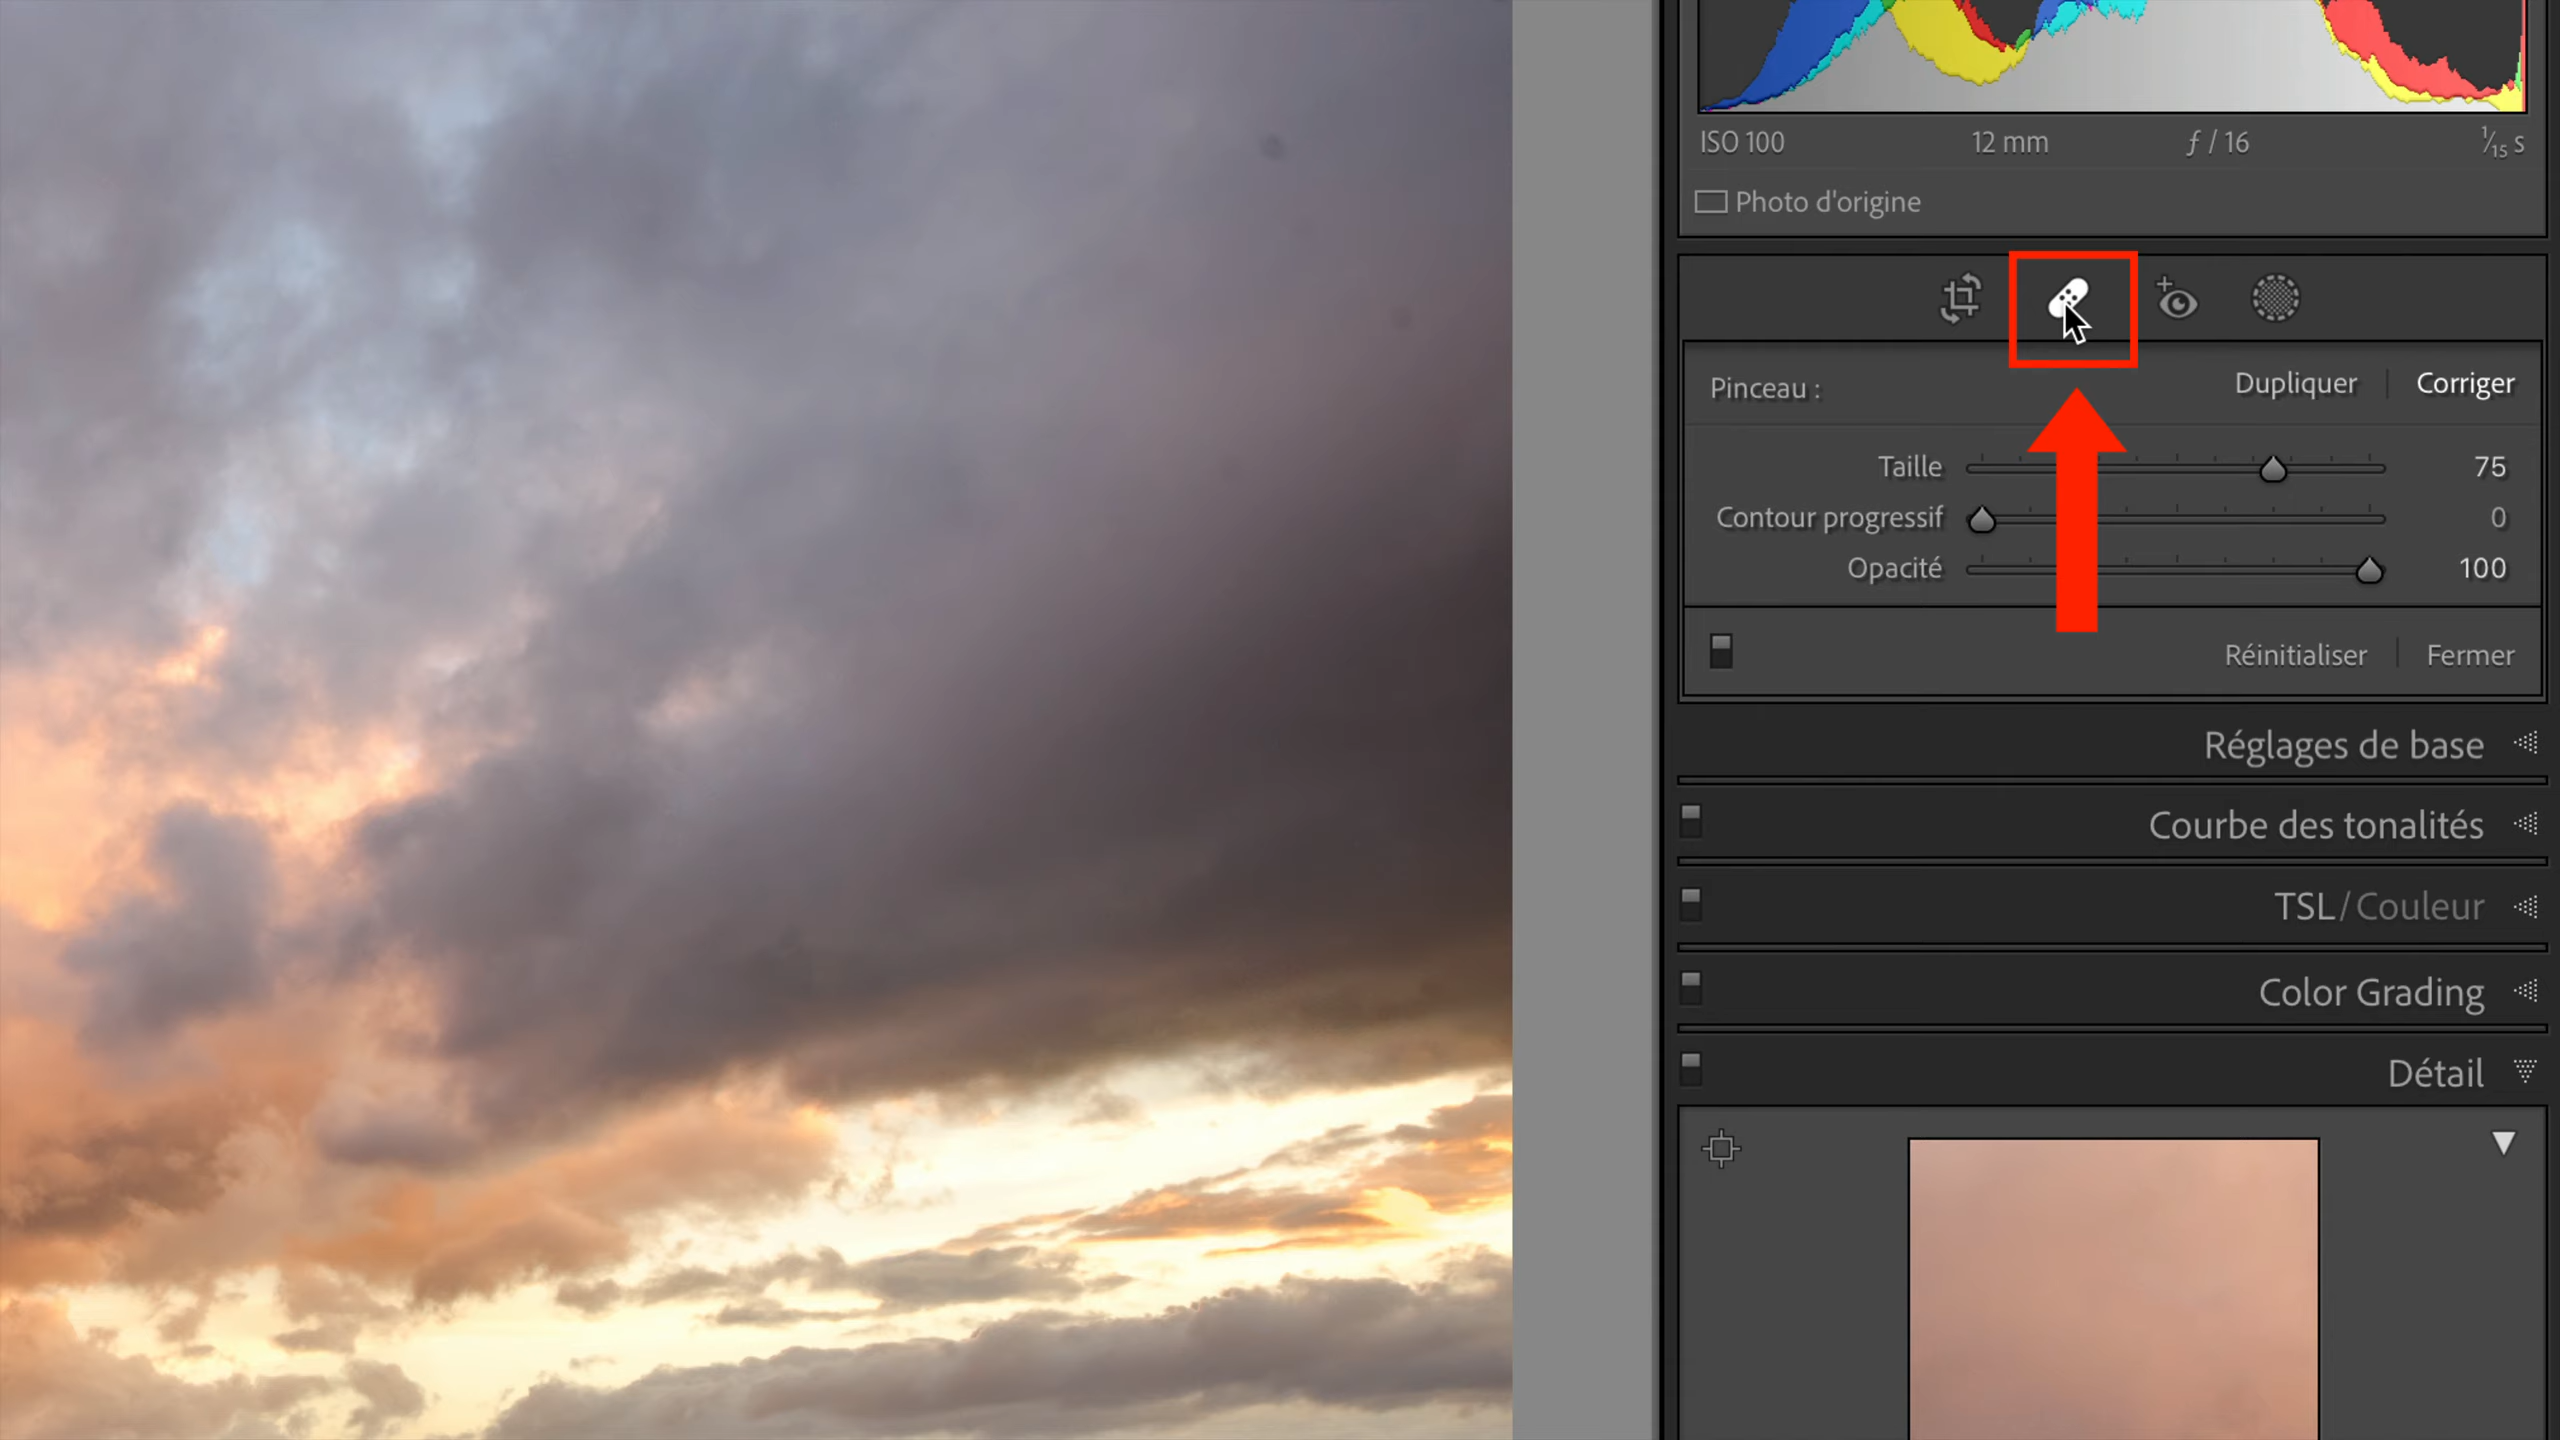 ISO 100 12 mm ƒ / 16 1/15 s
Photo d'origine
Pinceau : Dupliquer | Corriger
Taille 75
Contour progressif 0
Opacité 100
Réinitialiser | Fermer
Réglages de base
Courbe des tonalités
TSL / Couleur
Color Grading
Détail